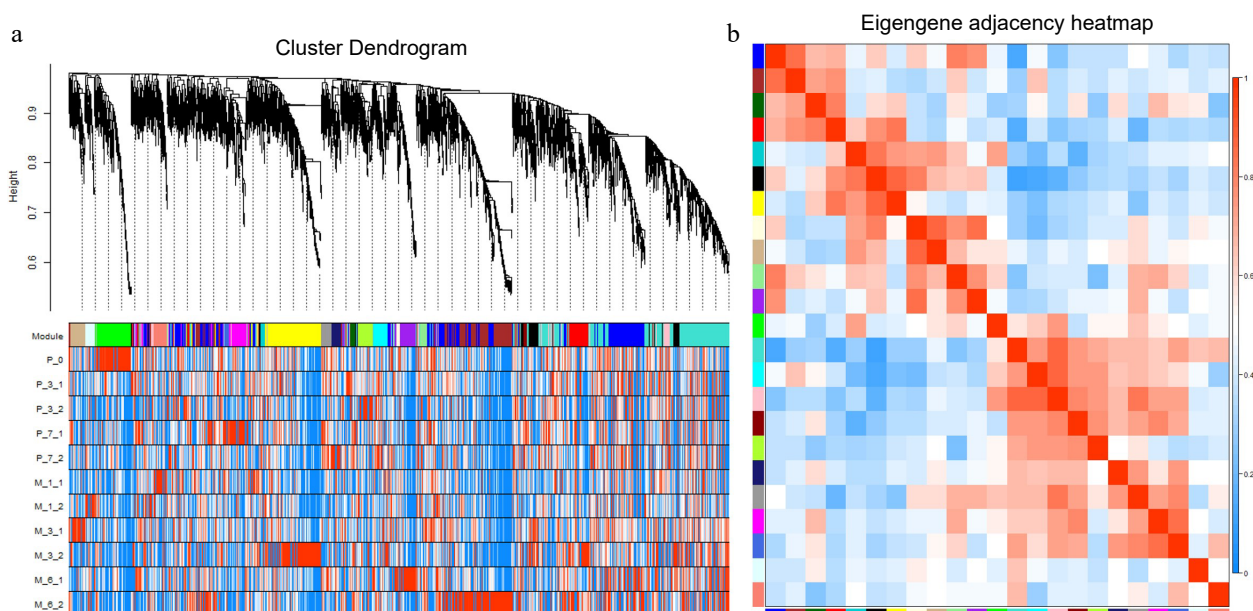 a
Cluster Dendrogram
Height
0.9
0.8
0.7
0.6
Module
P_0
P_3_1
P_3_2
P_7_1
P_7_2
M_1_1
M_1_2
M_3_1
M_3_2
M_6_1
M_6_2
b
Eigengene adjacency heatmap
1
0.8
0.6
0.4
0.2
0